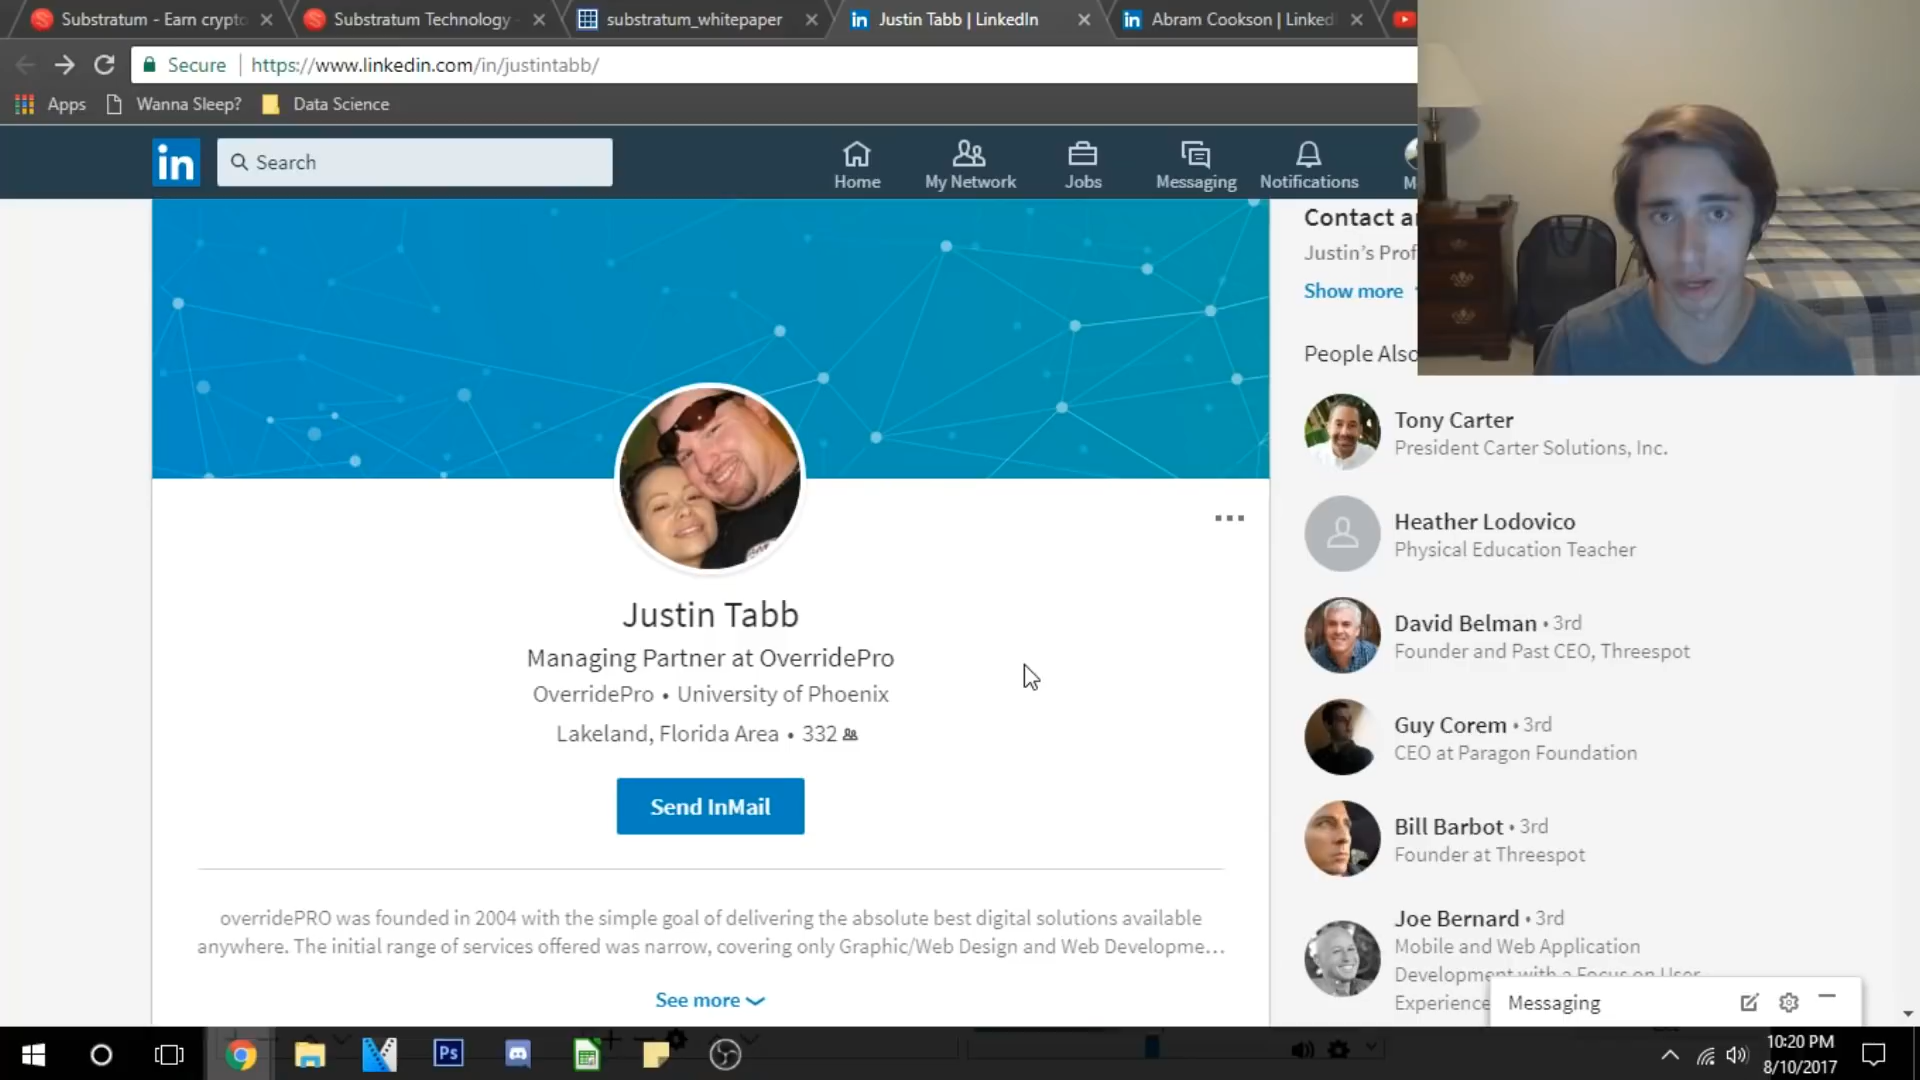 Substratum - Earn crypto
Substratum Technology -
substratum_whitepaper
Justin Tabb | LinkedIn
Abram Cookson | Linked
Secure https://www.linkedin.com/in/justintabb/
Apps Wanna Sleep? Data Science
in Search
Home My Network Jobs Messaging Notifications M
Contact a
Justin's Prof
Show more
People Also
Tony Carter
President Carter Solutions, Inc.
Heather Lodovico
Physical Education Teacher
David Belman • 3rd
Founder and Past CEO, Threespot
Guy Corem • 3rd
CEO at Paragon Foundation
Bill Barbot • 3rd
Founder at Threespot
Joe Bernard • 3rd
Mobile and Web Application
Development with a Focus on User
Experience
Justin Tabb
Managing Partner at OverridePro
OverridePro • University of Phoenix
Lakeland, Florida Area • 332
Send InMail
overridePRO was founded in 2004 with the simple goal of delivering the absolute best digital solutions available
anywhere. The initial range of services offered was narrow, covering only Graphic/Web Design and Web Developme...
See more
Messaging
Ps
10:20 PM
8/10/2017